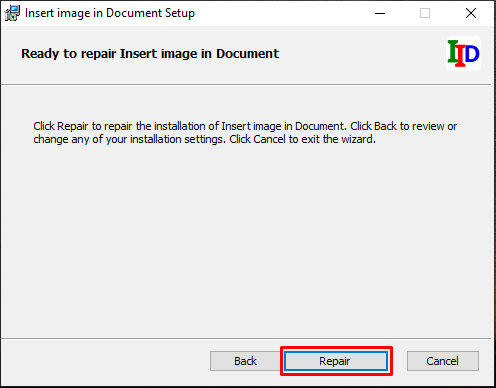 Insert image in Document Setup
Ready to repair Insert image in Document
IID
Click Repair to repair the installation of Insert image in Document. Click Back to review or
change any of your installation settings. Click Cancel to exit the wizard.
Back Repair Cancel